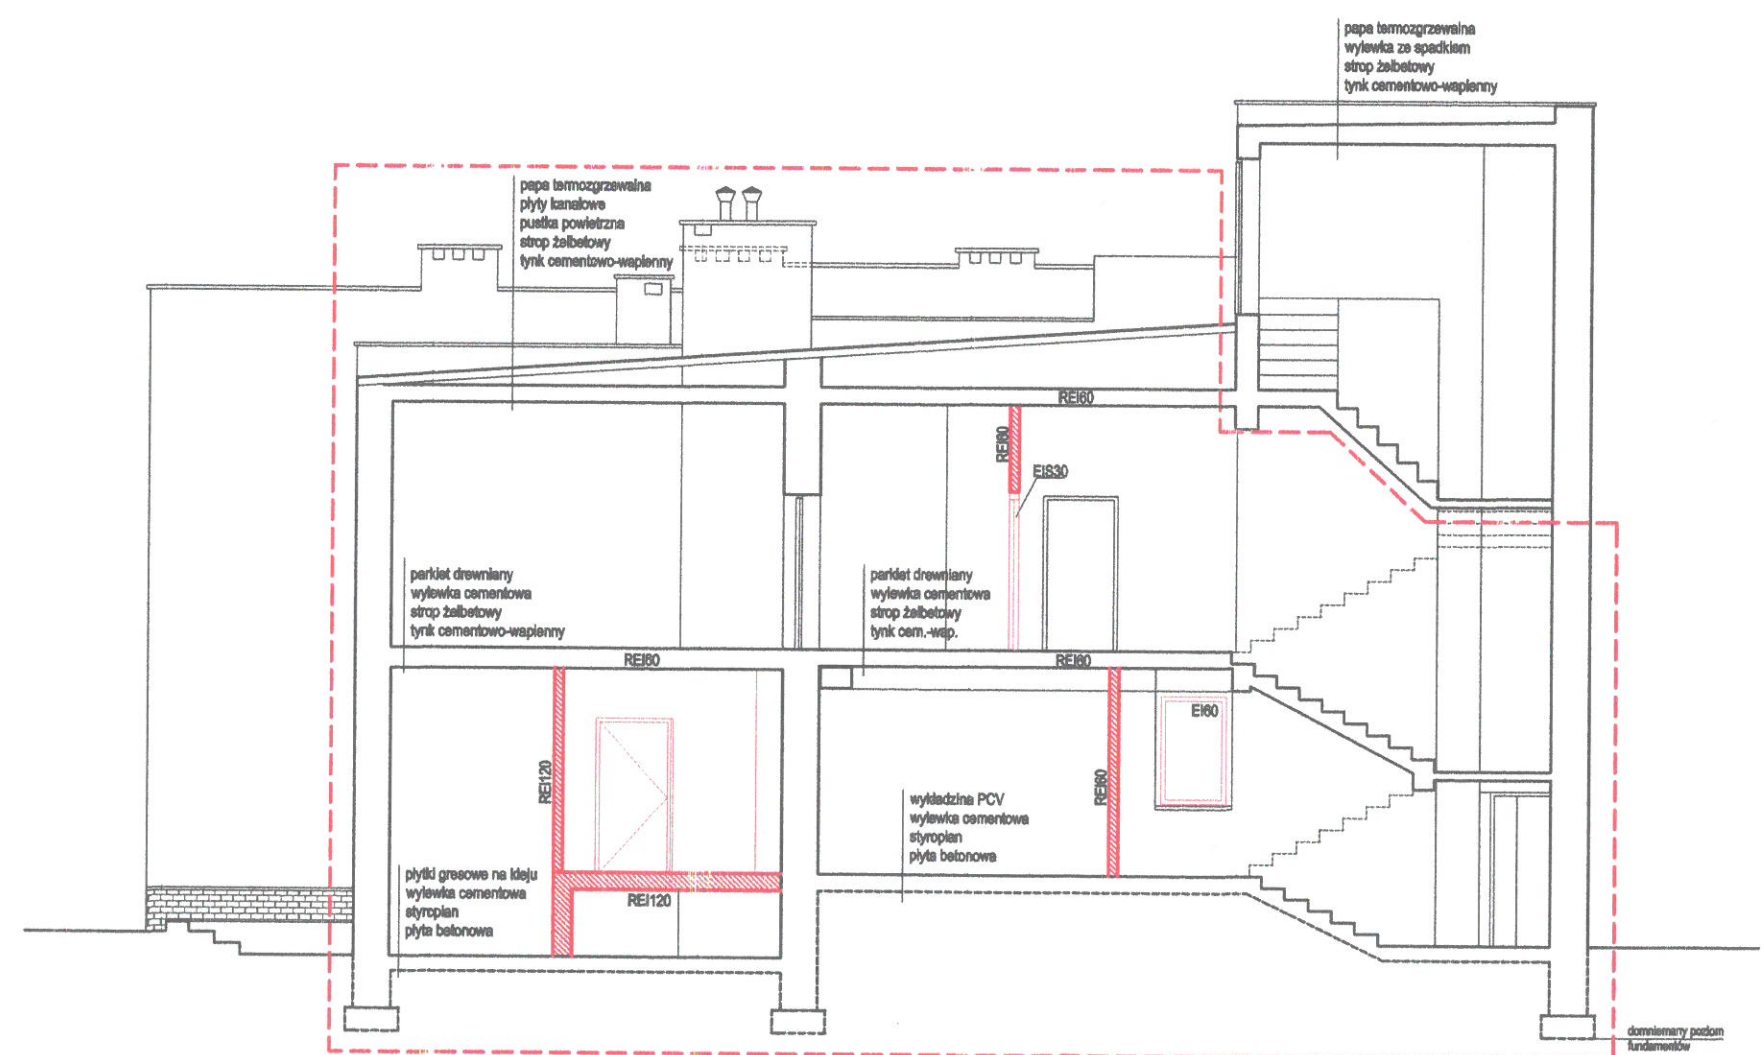 papa termozgrzewalna
wylewka ze spadkiem
strop żelbetowy
tynk cementowo-wapienny
papa termozgrzewalna
płyty kanałowe
pustka powietrzna
strop żelbetowy
tynk cementowo-wapienny
REI60
REI60
EIS30
parkiet drewniany
wylewka cementowa
strop żelbetowy
tynk cementowo-wapienny
parkiet drewniany
wylewka cementowa
strop żelbetowy
tynk cem.-wap.
REI60
REI60
EI60
REI120
REI60
wykładzina PCV
wylewka cementowa
styropian
płyta betonowa
płytki gresowe na kleju
wylewka cementowa
styropian
płyta betonowa
REI120
domniemany poziom
fundamentów